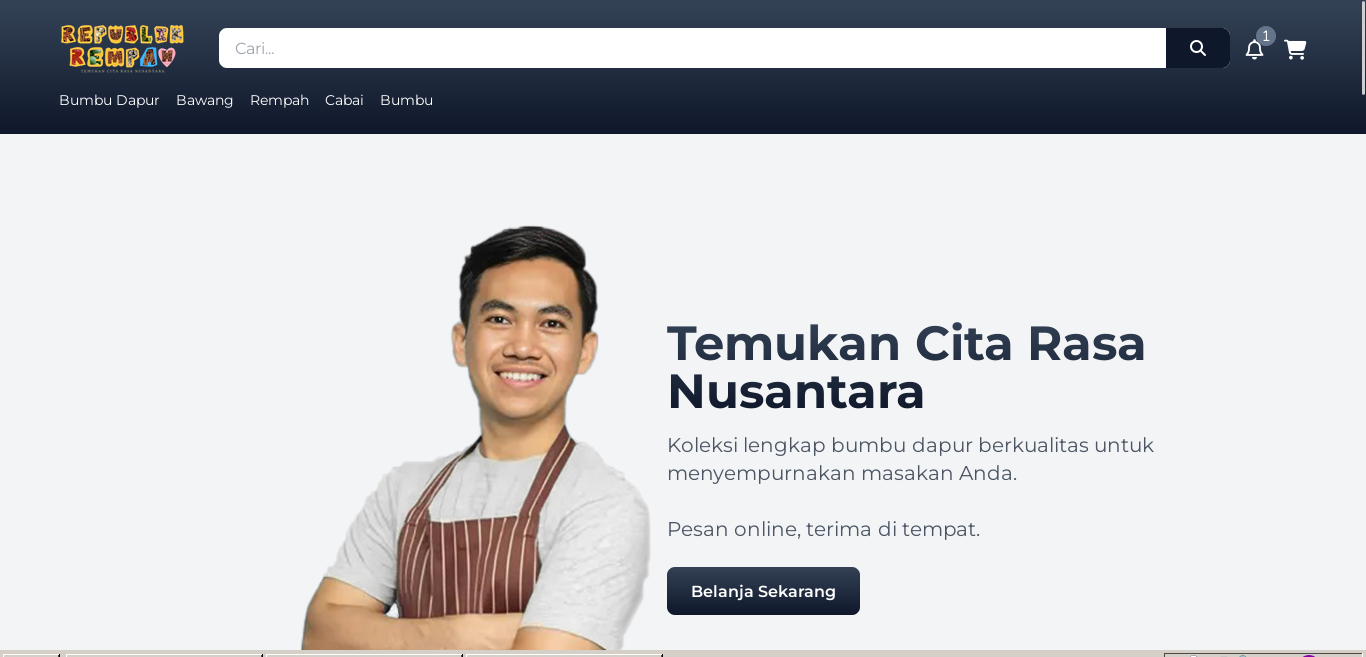 REPUBLIK
REMPAH
TEMUKAN CITA RASA NUSANTARA
Cari...
1
Bumbu Dapur Bawang Rempah Cabai Bumbu
Temukan Cita Rasa
Nusantara
Koleksi lengkap bumbu dapur berkualitas untuk
menyempurnakan masakan Anda.
Pesan online, terima di tempat.
Belanja Sekarang